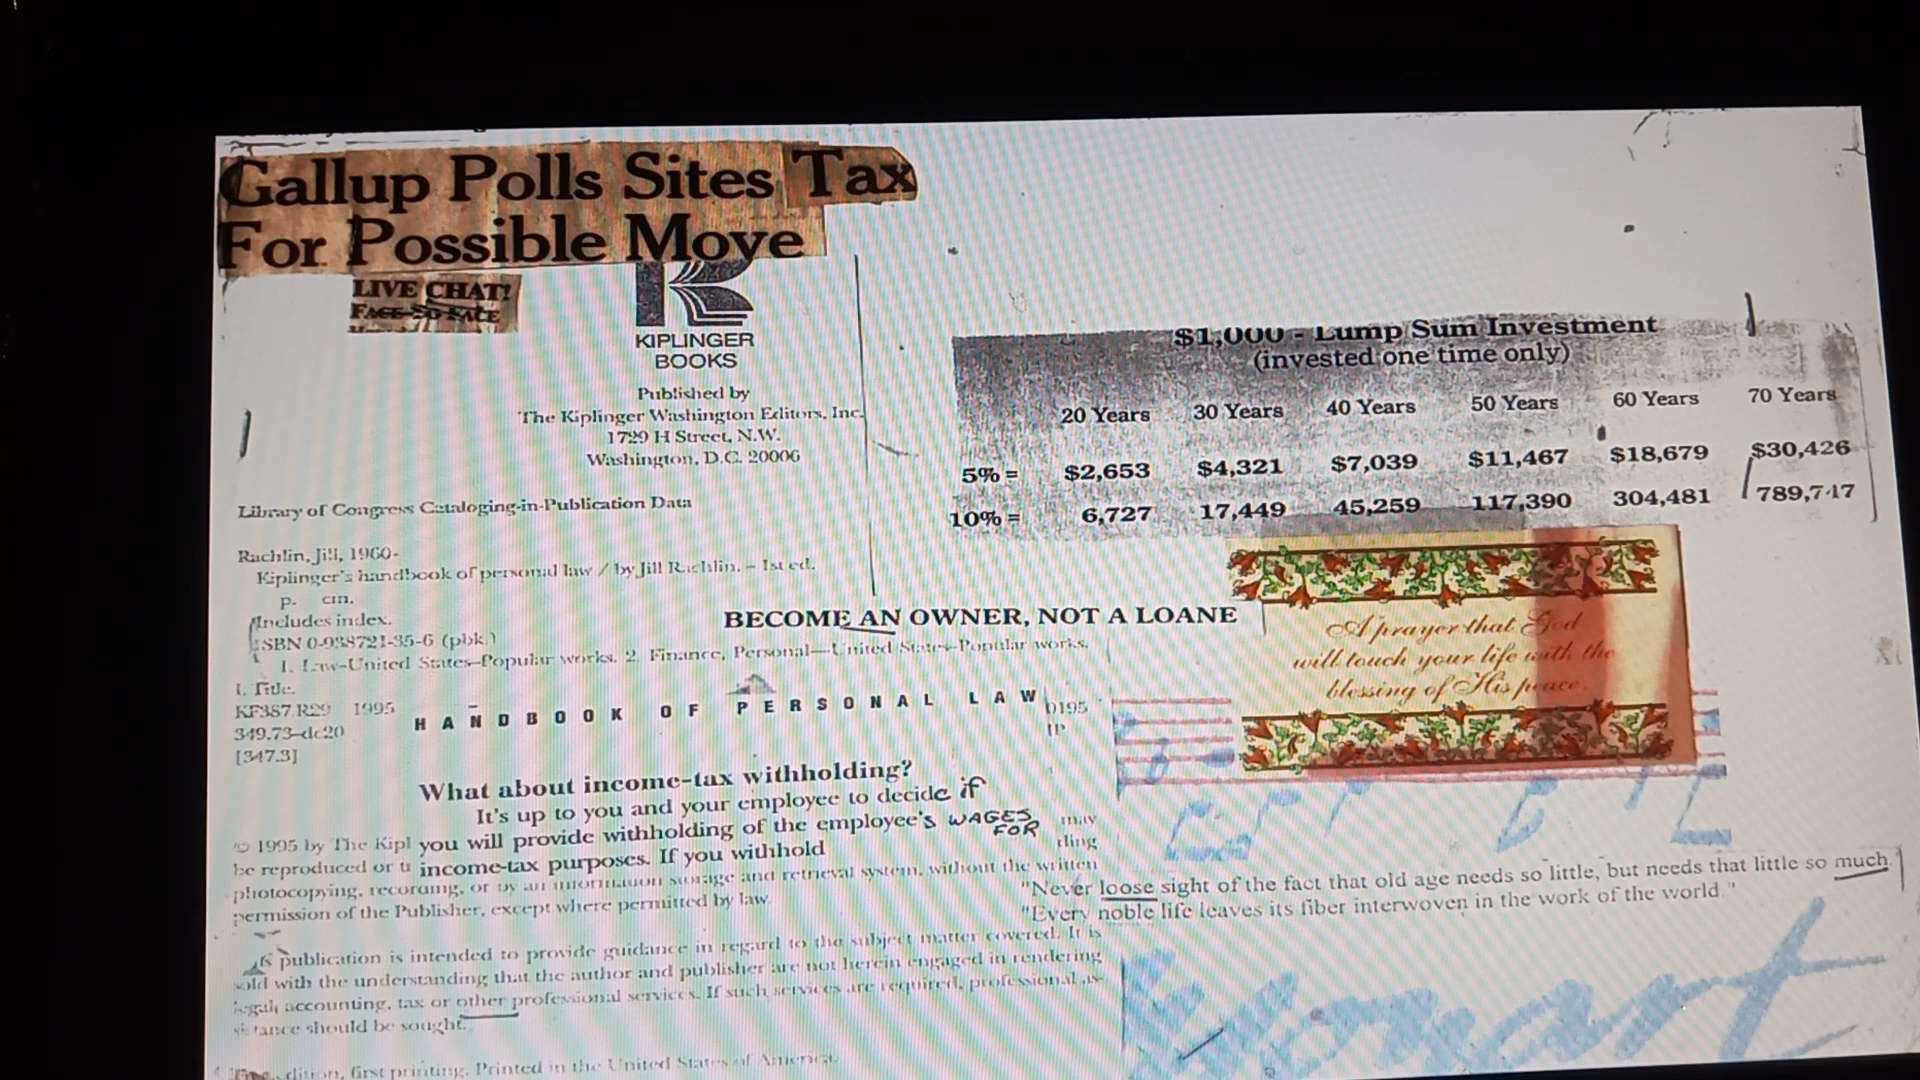 Gallup Polls Sites Tax
For Possible Move
LIVE CHAT!
FACE TO FACE
KIPLINGER
BOOKS
Published by
The Kiplinger Washington Editors, Inc.
1729 H Street, N.W.
Washington, D.C. 20006
Library of Congress Cataloging-in-Publication Data
Rachlin, Jill, 1960-
Kiplinger's handbook of personal law / by Jill Rachlin. – 1st ed.
p. cm.
Includes index.
ISBN 0-938721-35-6 (pbk.)
1. Law–United States–Popular works. 2. Finance, Personal—United States–Popular works.
I. Title.
KF387.R29 1995
349.73–dc20
[347.3]
$1,000 - Lump Sum Investment
(invested one time only)
20 Years 30 Years 40 Years 50 Years 60 Years 70 Years
5% = $2,653 $4,321 $7,039 $11,467 $18,679 $30,426
10% = 6,727 17,449 45,259 117,390 304,481 789,747
BECOME AN OWNER, NOT A LOANE
HANDBOOK OF PERSONAL LAW
A prayer that God
will touch your life with the
blessing of His peace.
What about income-tax withholding?
It's up to you and your employee to decide if
you will provide withholding of the employee's WAGES
FOR
income-tax purposes. If you withhold
© 1995 by The Kipl
may
be reproduced or
photocopying, recording, or by an information storage and retrieval system, without the written
permission of the Publisher, except where permitted by law.
"Never loose sight of the fact that old age needs so little, but needs that little so much.
"Every noble life leaves its fiber interwoven in the work of the world."
is publication is intended to provide guidance in regard to the subject matter covered. It is
sold with the understanding that the author and publisher are not herein engaged in rendering
legal, accounting, tax or other professional services. If such services are required, professional as-
tance should be sought.
edition, first printing. Printed in the United States of America.